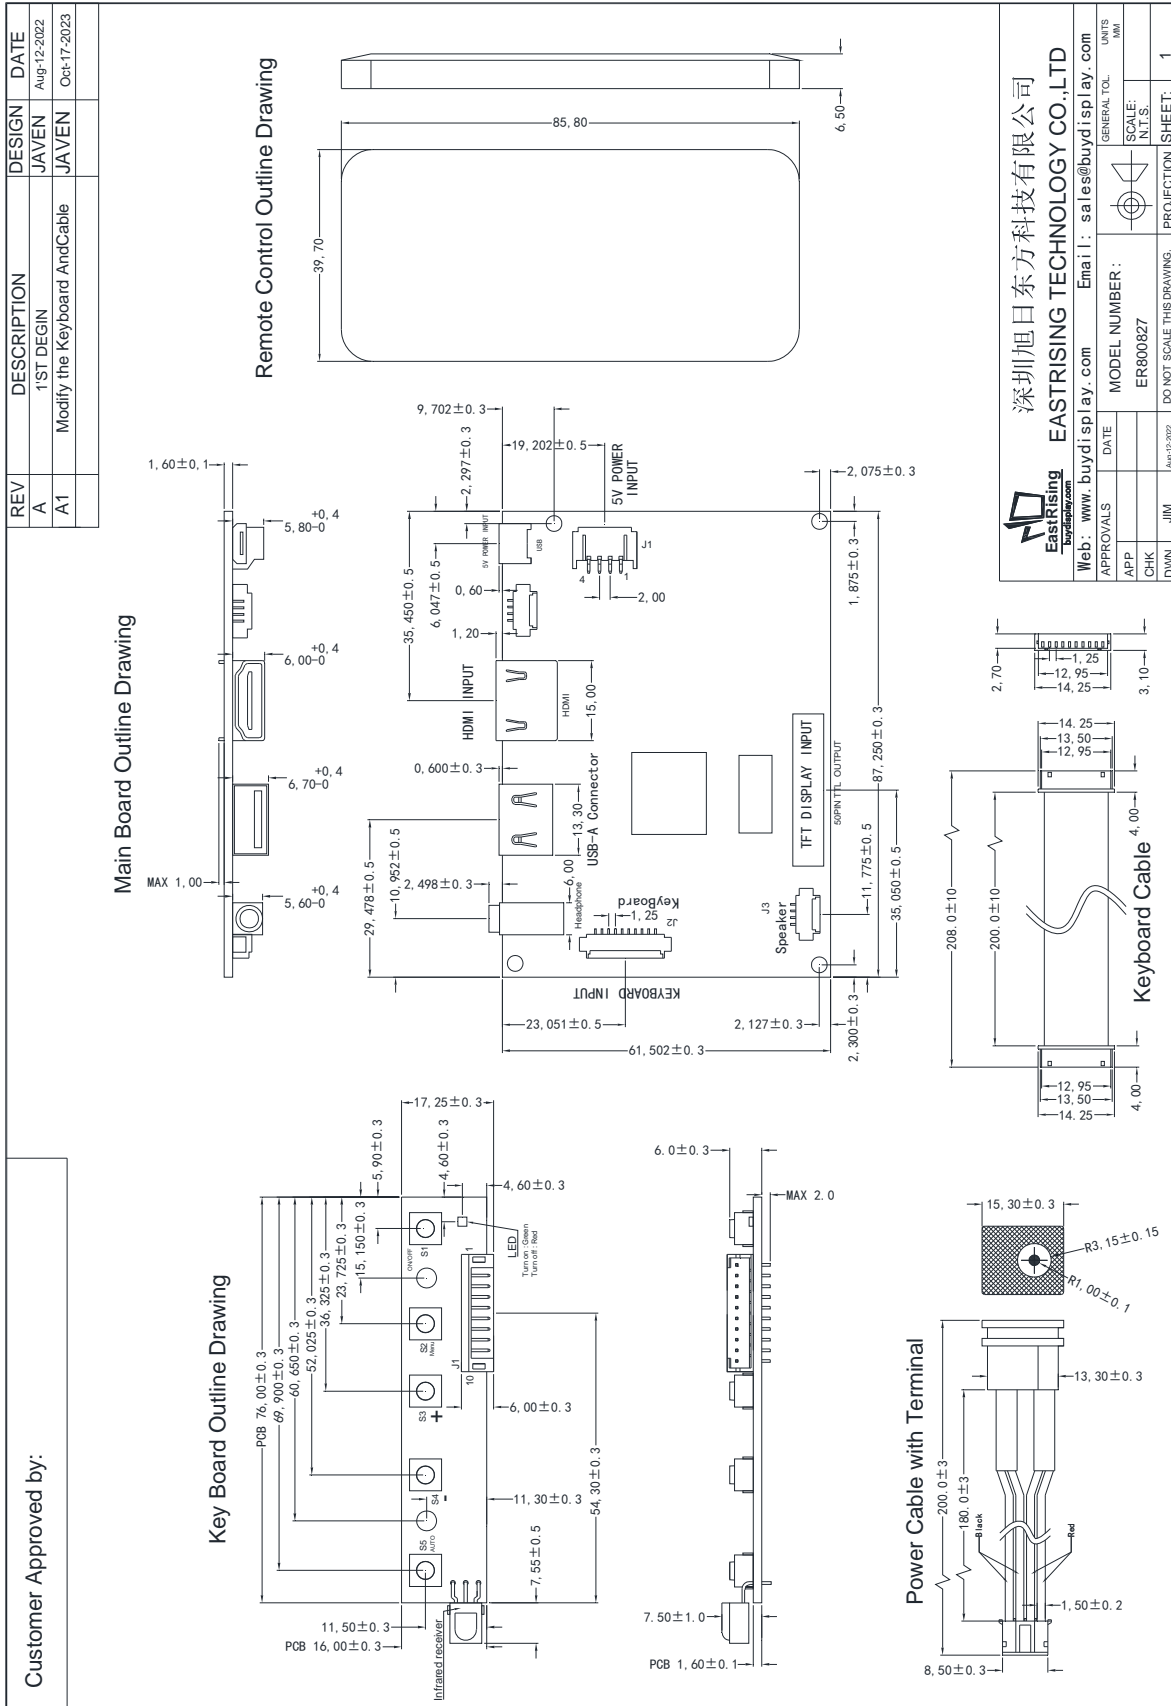 Customer Approved by:
REV DESCRIPTION DESIGN DATE
A 1'ST DEGIN JAVEN Aug-12-2022
A1 Modify the Keyboard AndCable JAVEN Oct-17-2023
Key Board Outline Drawing
PCB 76,00±0.3
69,900±0.3
60,650±0.3
52,025±0.3
36,325±0.3
23,725±0.3
15,150±0.3
5,90±0.3
17,25±0.3
4,60±0.3
4,60±0.3
ON/OFF
S1
S2
Menu
S3
+
S4
-
S5
AUTO
LED
Turn on : Green
Turn off : Red
J1
1
10
6,00±0.3
11,30±0.3
54,30±0.3
7,55±0.5
11,50±0.3
PCB 16,00±0.3
Infrared receiver
6.0±0.3
MAX 2.0
7.50±1.0
PCB 1,60±0.1
Power Cable with Terminal
200.0±3
180.0±3
Black
Red
15,30±0.3
R3,15±0.15
R1,00±0.1
13,30±0.3
1,50±0.2
8,50±0.3
Main Board Outline Drawing
1,60±0,1
MAX 1,00
5,60-0 +0,4
6,70-0 +0,4
6,00-0 +0,4
5,80-0 +0,4
29,478±0.5
10,952±0.5
2,498±0.3
0,600±0.3
35,450±0.5
6,047±0.5
2,297±0.3
9,702±0.3
19,202±0.5
0,60
1,20
HDMI INPUT
HDMI
15,00
5V POWER INPUT
USB
5V POWER
INPUT
J1
4
1
2,00
2,075±0.3
1,875±0.3
USB-A Connector
13,30
6,00
Headphone
1,25
J2
KeyBoard
KEYBOARD INPUT
Speaker
J3
TFT DISPLAY INPUT
50PIN TTL OUTPUT
87,250±0.3
35,050±0.5
11,775±0.5
23,051±0.5
61,502±0.3
2,127±0.3
2,300±0.3
Remote Control Outline Drawing
39,70
85,80
6,50
Keyboard Cable
208.0±10
200.0±10
14.25
13,50
12,95
4,00
12,95
13,50
14.25
4,00
2,70
1,25
12,95
14,25
3,10
深圳旭日东方科技有限公司
EastRising
buydisplay.com
EASTRISING TECHNOLOGY CO.,LTD
Web: www.buydisplay.com Email: sales@buydisplay.com
APPROVALS DATE
APP
CHK
DWN JIM Aug-12-2022
MODEL NUMBER:
ER800827
DO NOT SCALE THIS DRAWING.
GENERAL TOL. UNITS
MM
SCALE:
N.T.S.
PROJECTION SHEET: 1